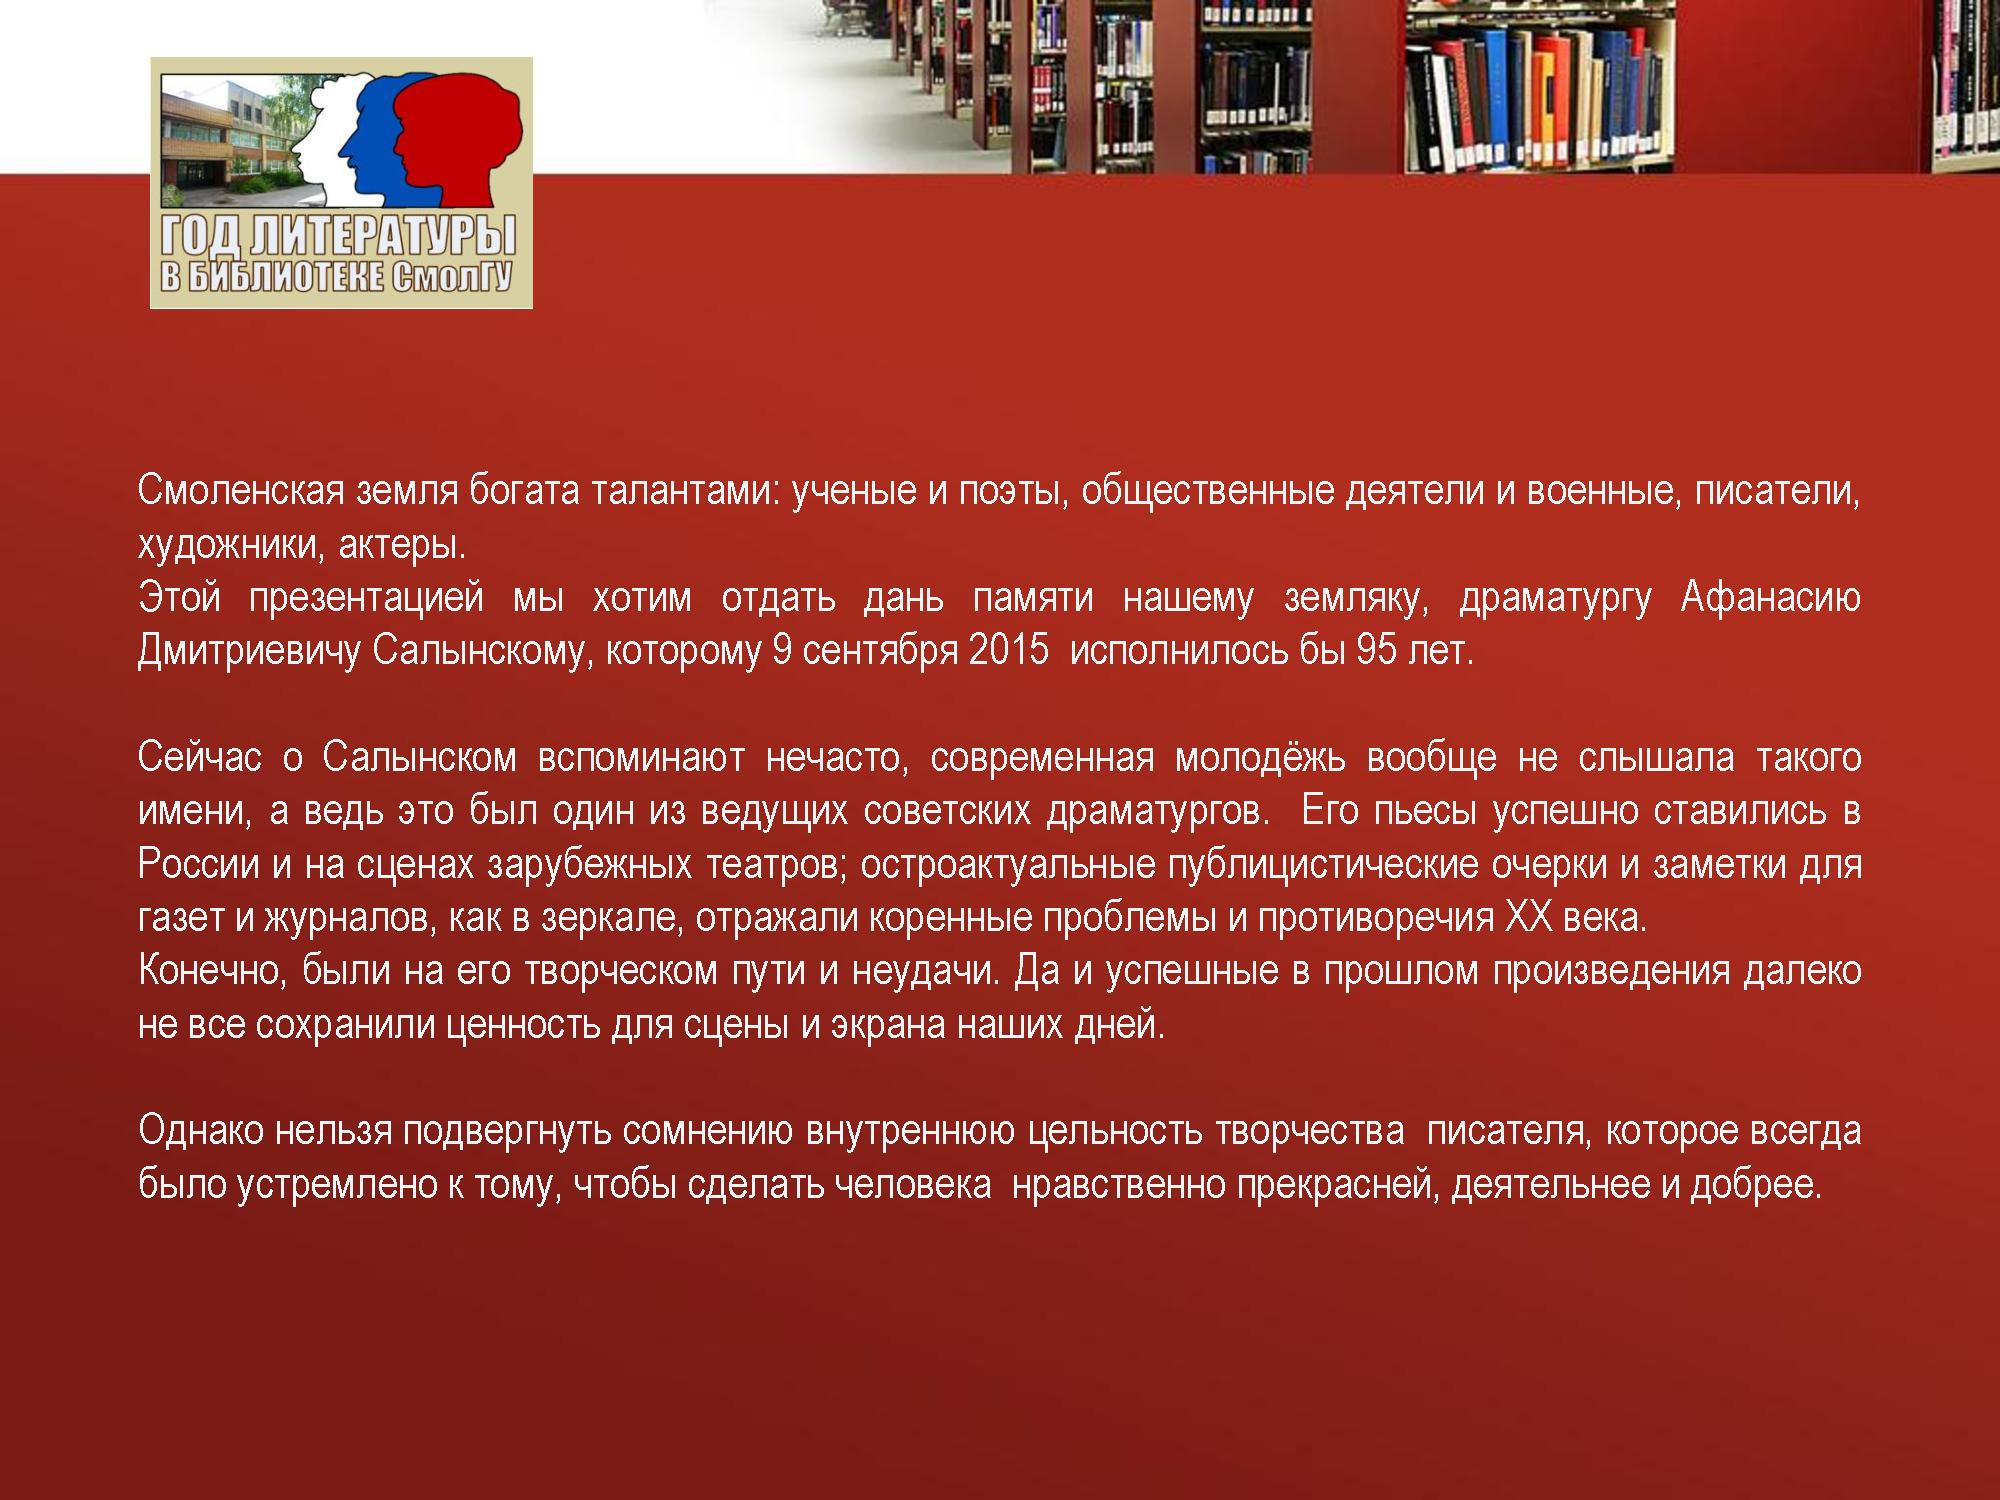 ГОД ЛИТЕРАТУРЫ
В БИБЛИОТЕКЕ СмолГУ
Смоленская земля богата талантами: ученые и поэты, общественные деятели и военные, писатели,
художники, актеры.
Этой презентацией мы хотим отдать дань памяти нашему земляку, драматургу Афанасию
Дмитриевичу Салынскому, которому 9 сентября 2015 исполнилось бы 95 лет.
Сейчас о Салынском вспоминают нечасто, современная молодёжь вообще не слышала такого
имени, а ведь это был один из ведущих советских драматургов. Его пьесы успешно ставились в
России и на сценах зарубежных театров; остроактуальные публицистические очерки и заметки для
газет и журналов, как в зеркале, отражали коренные проблемы и противоречия XX века.
Конечно, были на его творческом пути и неудачи. Да и успешные в прошлом произведения далеко
не все сохранили ценность для сцены и экрана наших дней.
Однако нельзя подвергнуть сомнению внутреннюю цельность творчества писателя, которое всегда
было устремлено к тому, чтобы сделать человека нравственно прекрасней, деятельнее и добрее.